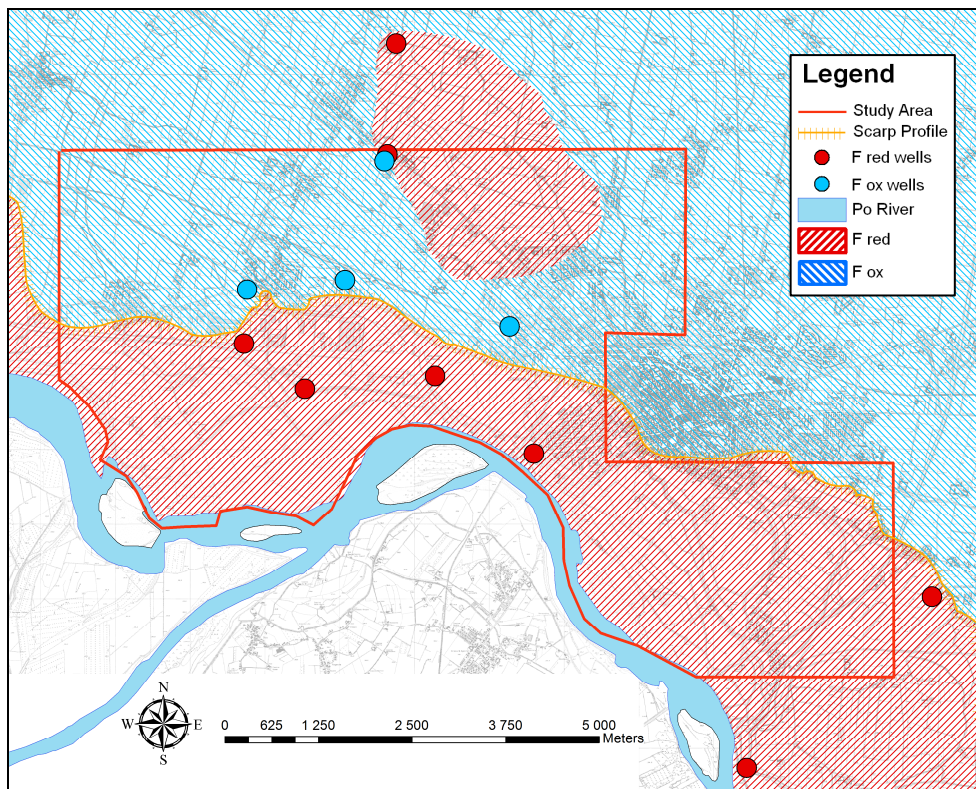 Legend
Study Area
Scarp Profile
F red wells
F ox wells
Po River
F red
F ox
N
W E
S
0 625 1 250 2 500 3 750 5 000
Meters